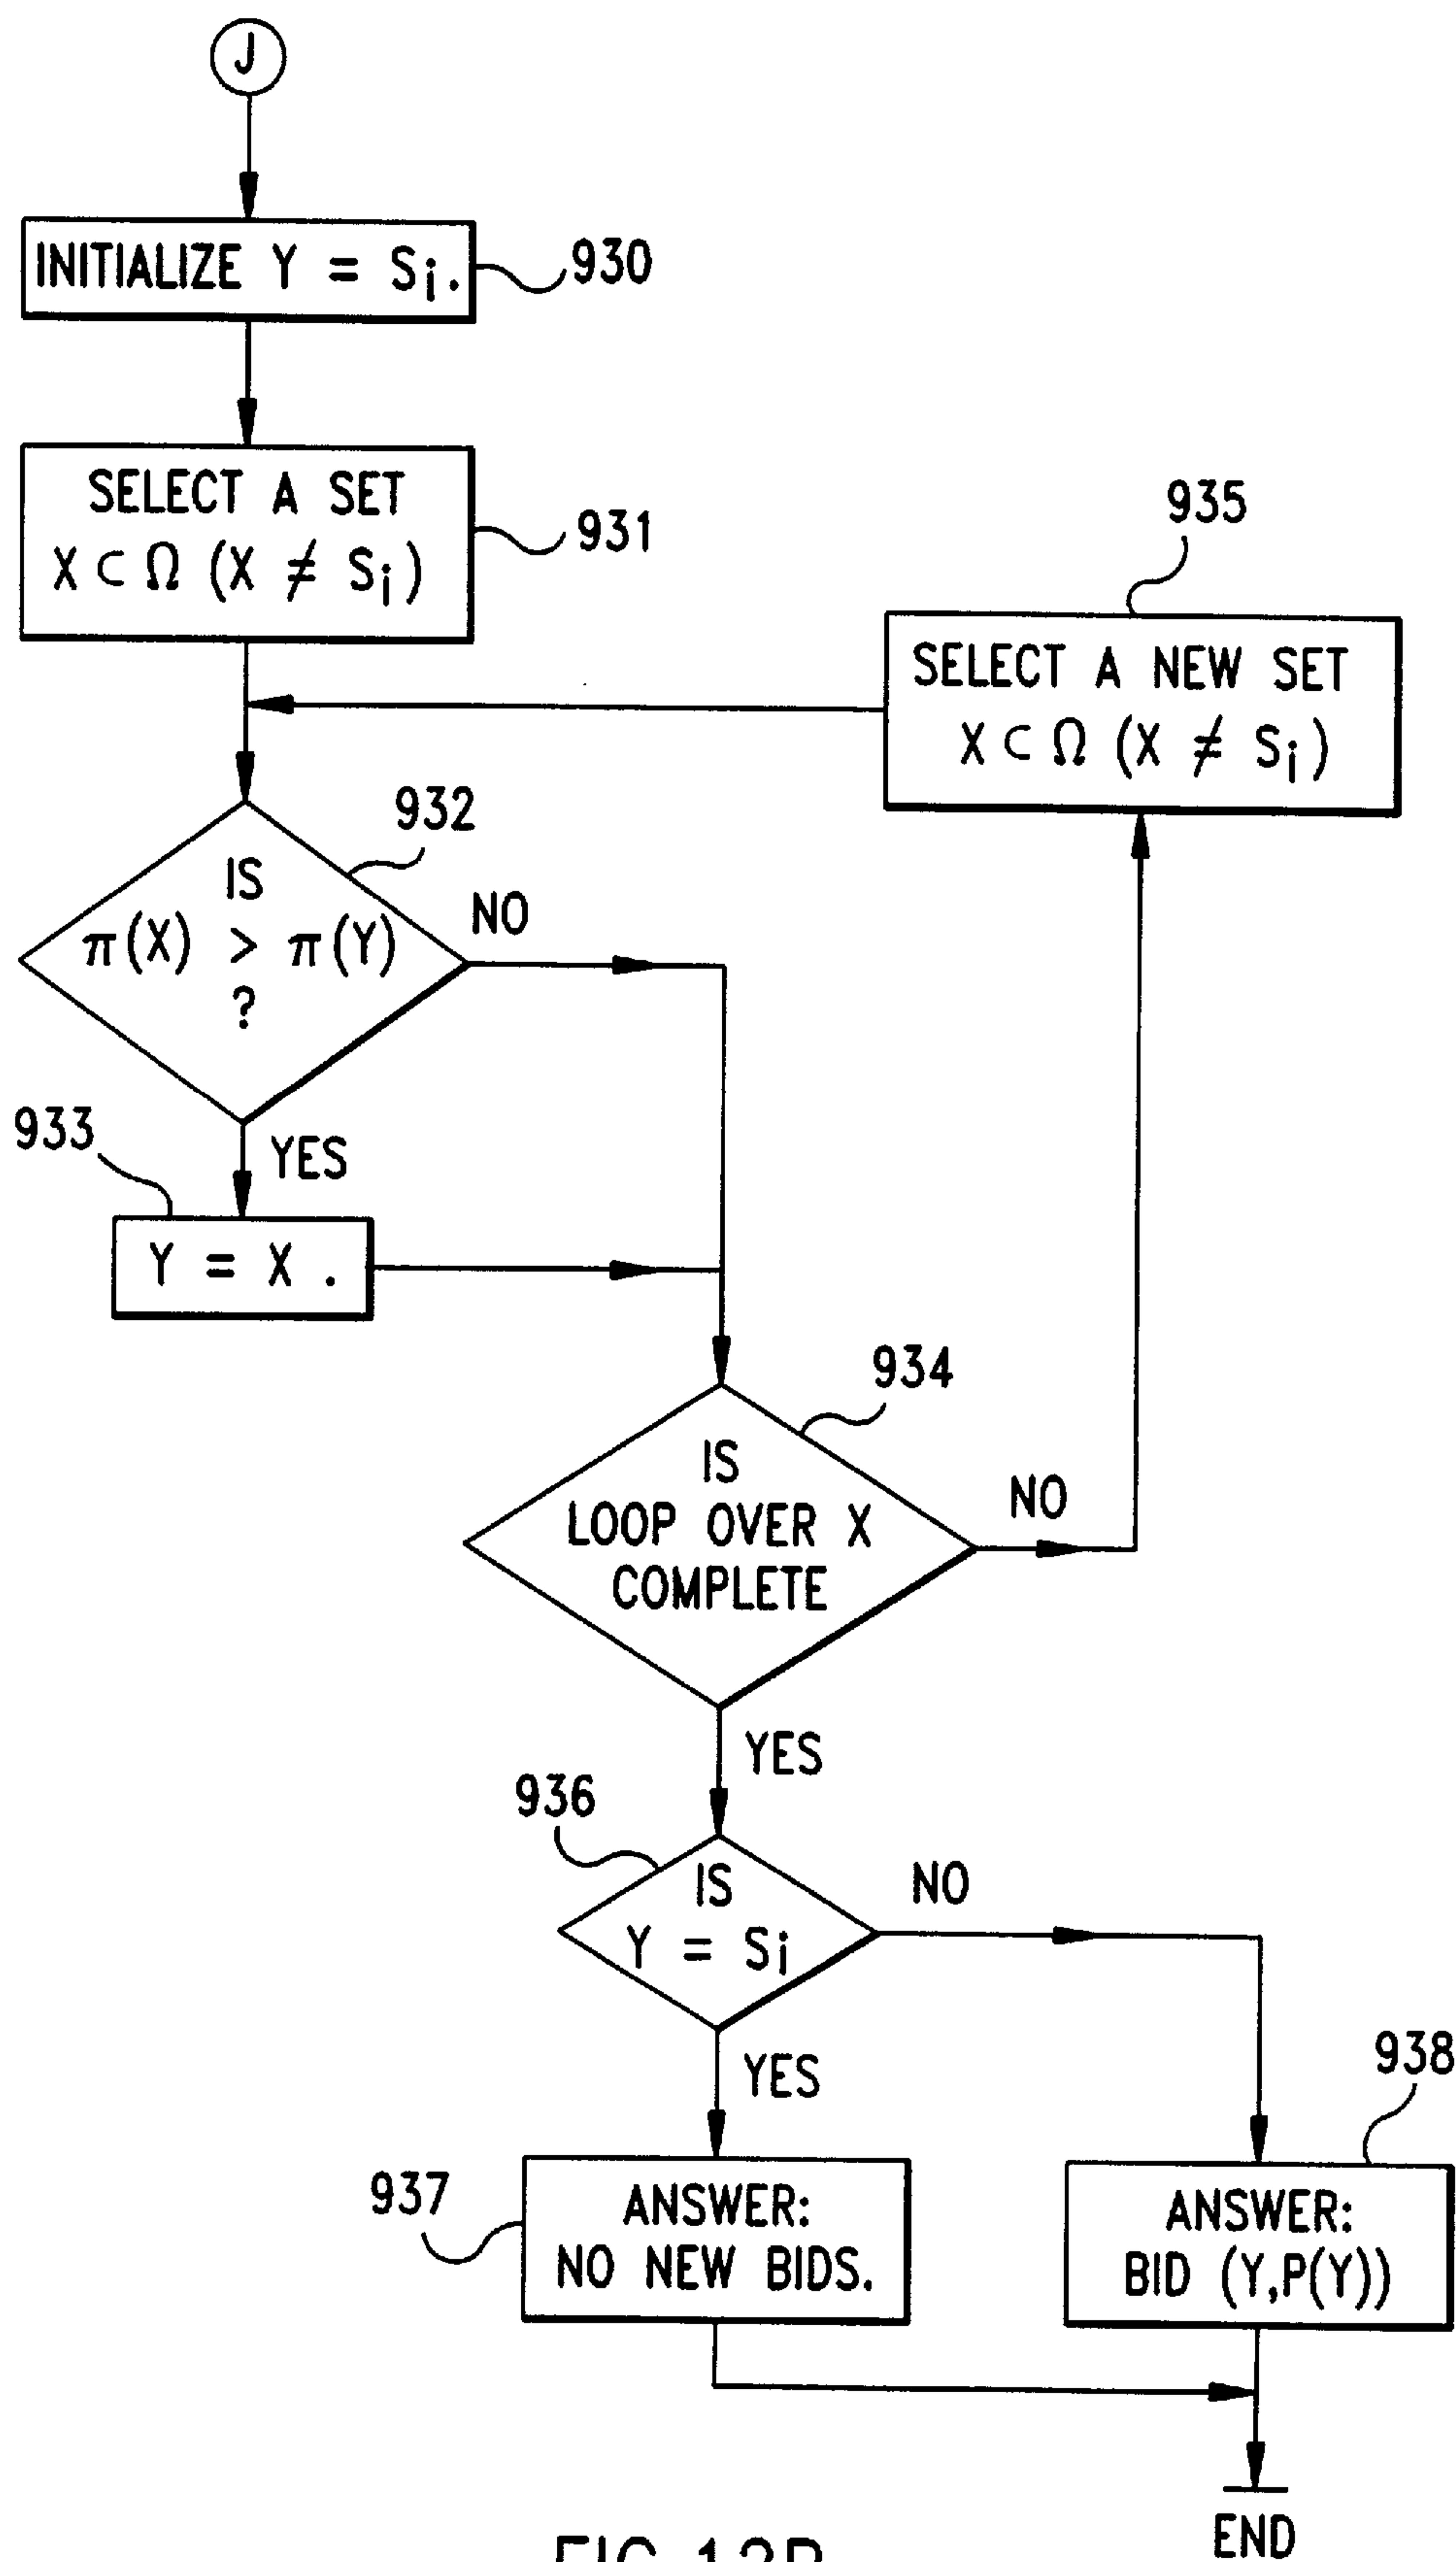 J
INITIALIZE Y = Si.
930
SELECT A SET
X ⊂ Ω (X ≠ Si)
931
935
SELECT A NEW SET
X ⊂ Ω (X ≠ Si)
932
IS
π(X) > π(Y)
?
NO
933
YES
Y = X .
934
IS
LOOP OVER X
COMPLETE
NO
YES
936
IS
Y = Si
NO
YES
938
937
ANSWER:
NO NEW BIDS.
ANSWER:
BID (Y,P(Y))
END